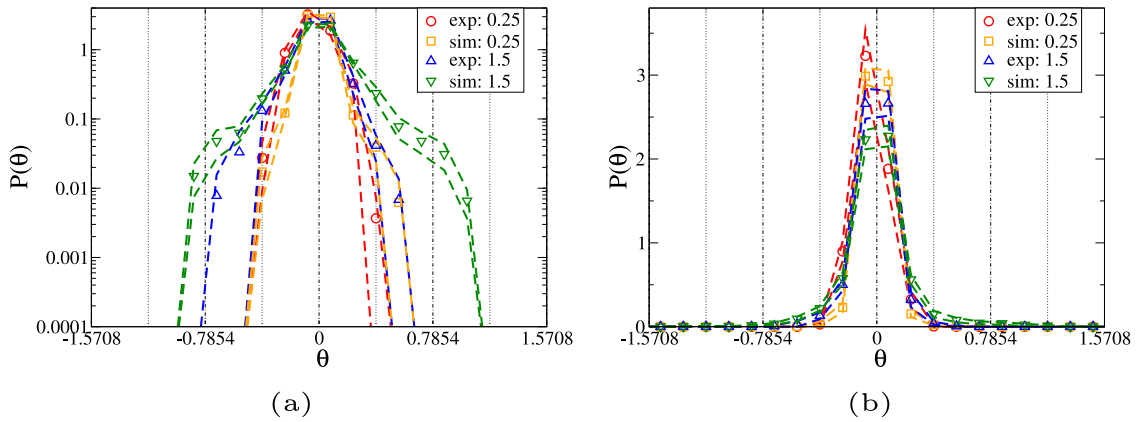 exp: 0.25
sim: 0.25
exp: 1.5
sim: 1.5
1
0.1
0.01
0.001
0.0001
P(θ)
-1.5708 -0.7854 0 0.7854 1.5708
θ
(a)
exp: 0.25
sim: 0.25
exp: 1.5
sim: 1.5
3
2
1
0
P(θ)
-1.5708 -0.7854 0 0.7854 1.5708
θ
(b)